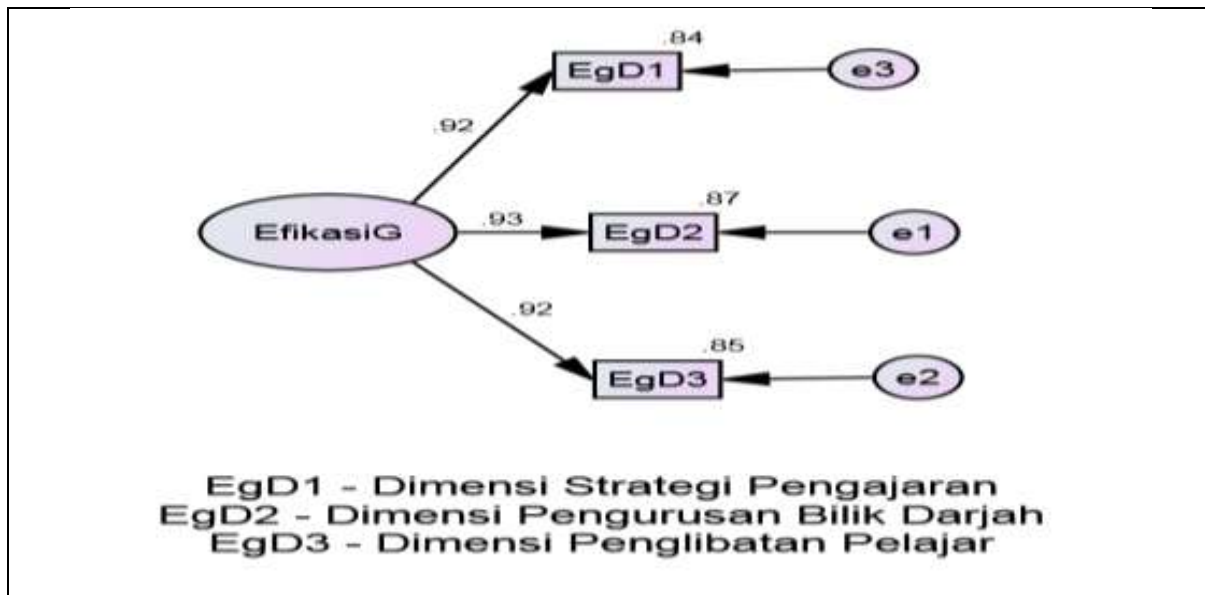 .84
EgD1
e3
.92
.87
EfikasiG
.93
EgD2
e1
.92
.85
EgD3
e2
EgD1 - Dimensi Strategi Pengajaran
EgD2 - Dimensi Pengurusan Bilik Darjah
EgD3 - Dimensi Penglibatan Pelajar